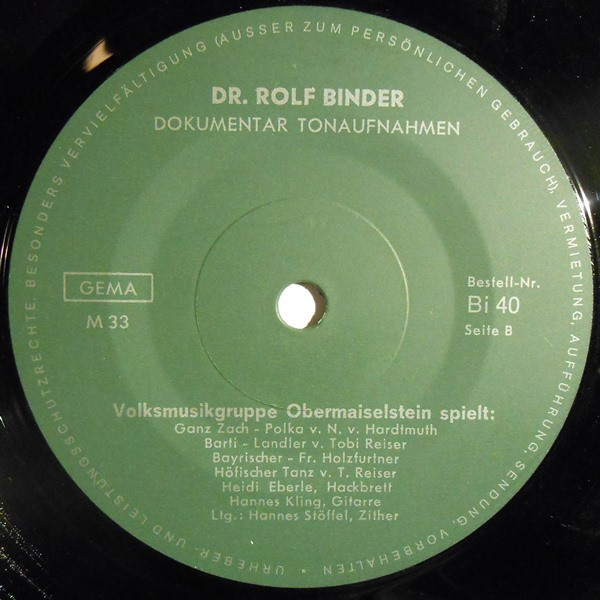 URHEBER- UND LEISTUNGSSCHUTZRECHTE, BESONDERS VERVIELFÄLTIGUNG (AUSSER ZUM PERSÖNLICHEN GEBRAUCH), VERMIETUNG, AUFFÜHRUNG, SENDUNG, VORBEHALTEN ·
DR. ROLF BINDER
DOKUMENTAR TONAUFNAHMEN
GEMA
M 33
Bestell-Nr.
Bi 40
Seite B
Volksmusikgruppe Obermaiselstein spielt:
Ganz Zach - Polka v. N. v. Hardtmuth
Barti - Landler v. Tobi Reiser
Bayrischer - Fr. Holzfurtner
Höfischer Tanz v. T. Reiser
Heidi Eberle, Hackbrett
Hannes Kling, Gitarre
Ltg.: Hannes Stöffel, Zither